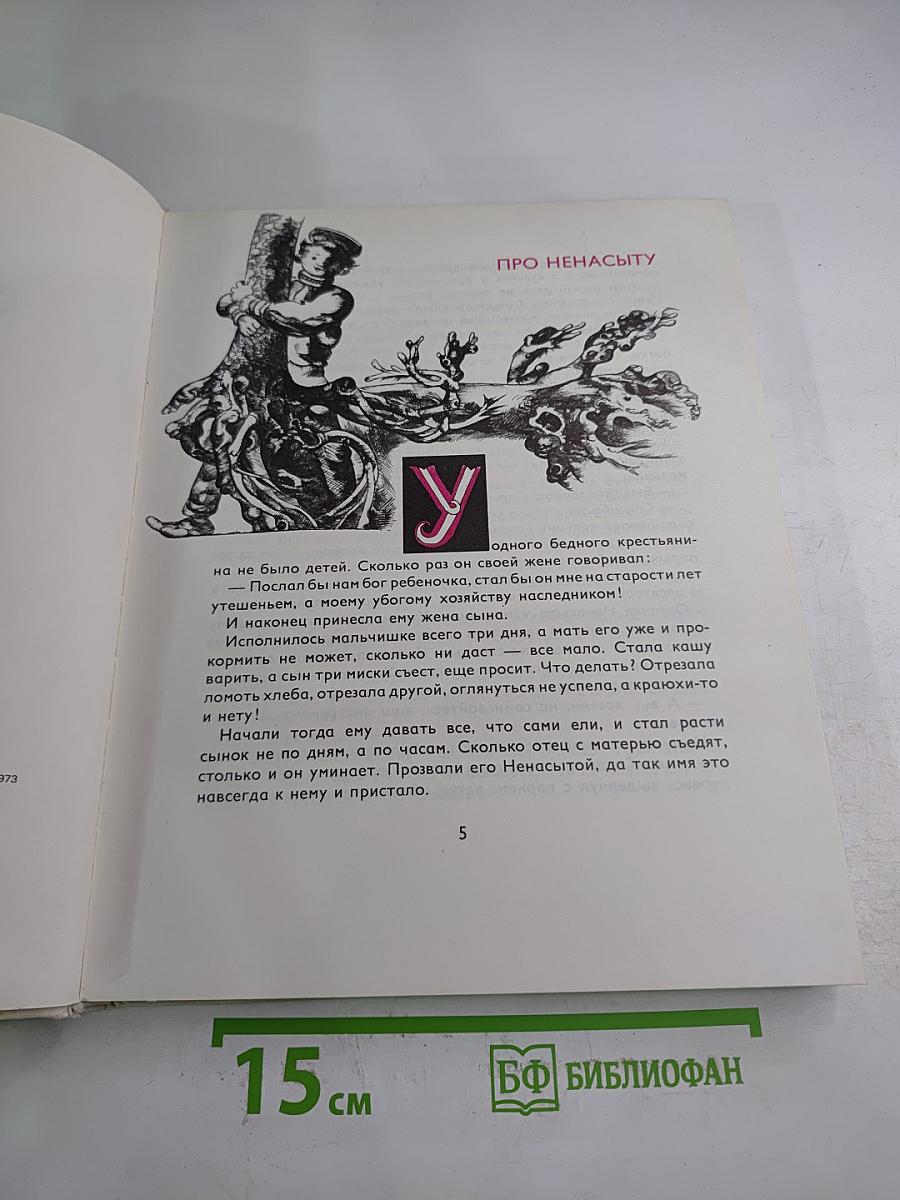 ПРО НЕНАСЫТУ
У одного бедного крестьяни-
на не было детей. Сколько раз он своей жене говоривал:
— Послал бы нам бог ребеночка, стал бы он мне на старости лет
утешеньем, а моему убогому хозяйству наследником!
И наконец принесла ему жена сына.
Исполнилось мальчишке всего три дня, а мать его уже и про-
кормить не может, сколько ни даст — все мало. Стала кашу
варить, а сын три миски съест, еще просит. Что делать? Отрезала
ломоть хлеба, отрезала другой, оглянуться не успела, а краюхи-то
и нету!
Начали тогда ему давать все, что сами ели, и стал расти
сынок не по дням, а по часам. Сколько отец с матерью съедят,
столько и он уминает. Прозвали его Ненасытой, да так имя это
навсегда к нему и пристало.
5
973
15 см
БФ БИБЛИОФАН